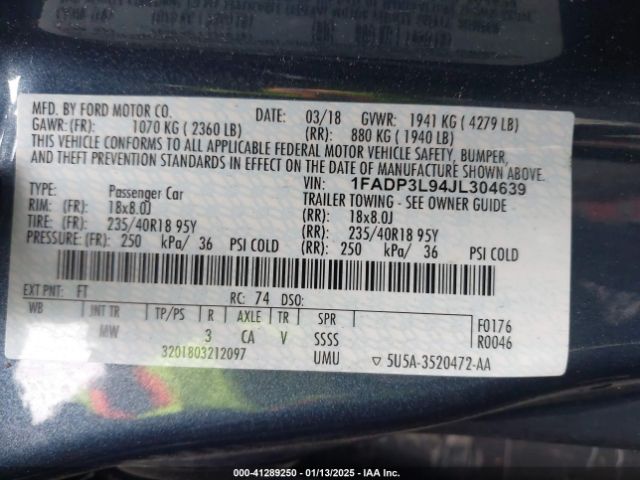 MFD. BY FORD MOTOR CO. DATE: 03/18 GVWR: 1941 KG ( 4279 LB)
GAWR:(FR): 1070 KG ( 2360 LB) (RR): 880 KG ( 1940 LB)
THIS VEHICLE CONFORMS TO ALL APPLICABLE FEDERAL MOTOR VEHICLE SAFETY, BUMPER,
AND THEFT PREVENTION STANDARDS IN EFFECT ON THE DATE OF MANUFACTURE SHOWN ABOVE.
VIN: 1FADP3L94JL304639
TYPE: Passenger Car TRAILER TOWING - SEE OWNER GUIDE
RIM: (FR): 18x8.0J (RR): 18x8.0J
TIRE: (FR): 235/40R18 95Y (RR): 235/40R18 95Y
PRESSURE: (FR): 250 kPa/ 36 PSI COLD (RR): 250 kPa/ 36 PSI COLD
EXT PNT: FT RC: 74 DSO:
WB INT TR TP/PS R AXLE TR SPR F0176
MW 3 CA V SSSS R0046
3201803212097 UMU ▽ 5U5A-3520472-AA
000-41289250 - 01/13/2025 - IAA Inc.